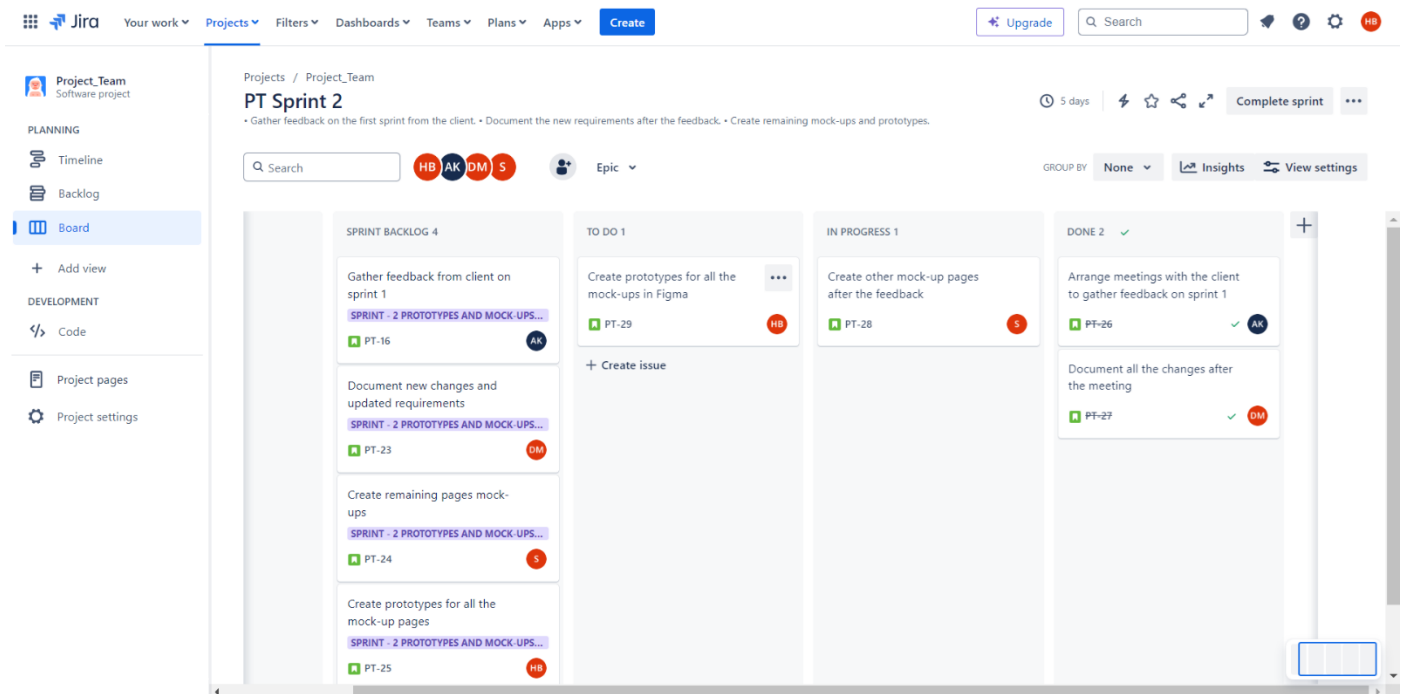 Jira Your work Projects Filters Dashboards Teams Plans Apps Create Upgrade Search HB
Project_Team
Software project
PLANNING
Timeline
Backlog
Board
Add view
DEVELOPMENT
Code
Project pages
Project settings
Projects / Project_Team
PT Sprint 2
5 days Complete sprint
• Gather feedback on the first sprint from the client. • Document the new requirements after the feedback. • Create remaining mock-ups and prototypes.
Search HB AK DM S Epic GROUP BY None Insights View settings
SPRINT BACKLOG 4
Gather feedback from client on
sprint 1
SPRINT - 2 PROTOTYPES AND MOCK-UPS...
PT-16 AK
Document new changes and
updated requirements
SPRINT - 2 PROTOTYPES AND MOCK-UPS...
PT-23 DM
Create remaining pages mock-
ups
SPRINT - 2 PROTOTYPES AND MOCK-UPS...
PT-24 S
Create prototypes for all the
mock-up pages
SPRINT - 2 PROTOTYPES AND MOCK-UPS...
PT-25 HB
TO DO 1
Create prototypes for all the
mock-ups in Figma
PT-29 HB
+ Create issue
IN PROGRESS 1
Create other mock-up pages
after the feedback
PT-28 S
DONE 2
Arrange meetings with the client
to gather feedback on sprint 1
PT-26 AK
Document all the changes after
the meeting
PT-27 DM